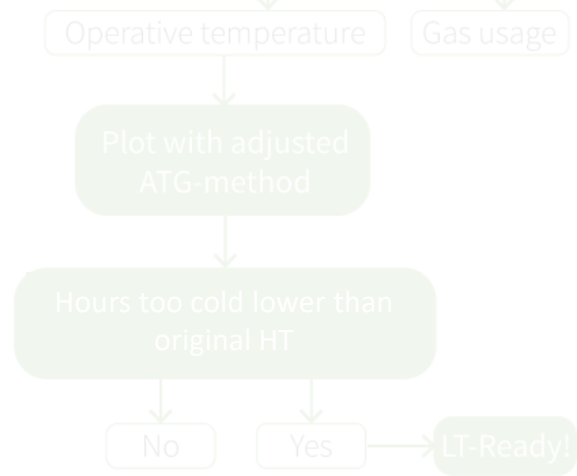 Operative temperature
Gas usage
Plot with adjusted
ATG-method
Hours too cold lower than
original HT
No
Yes
LT-Ready!